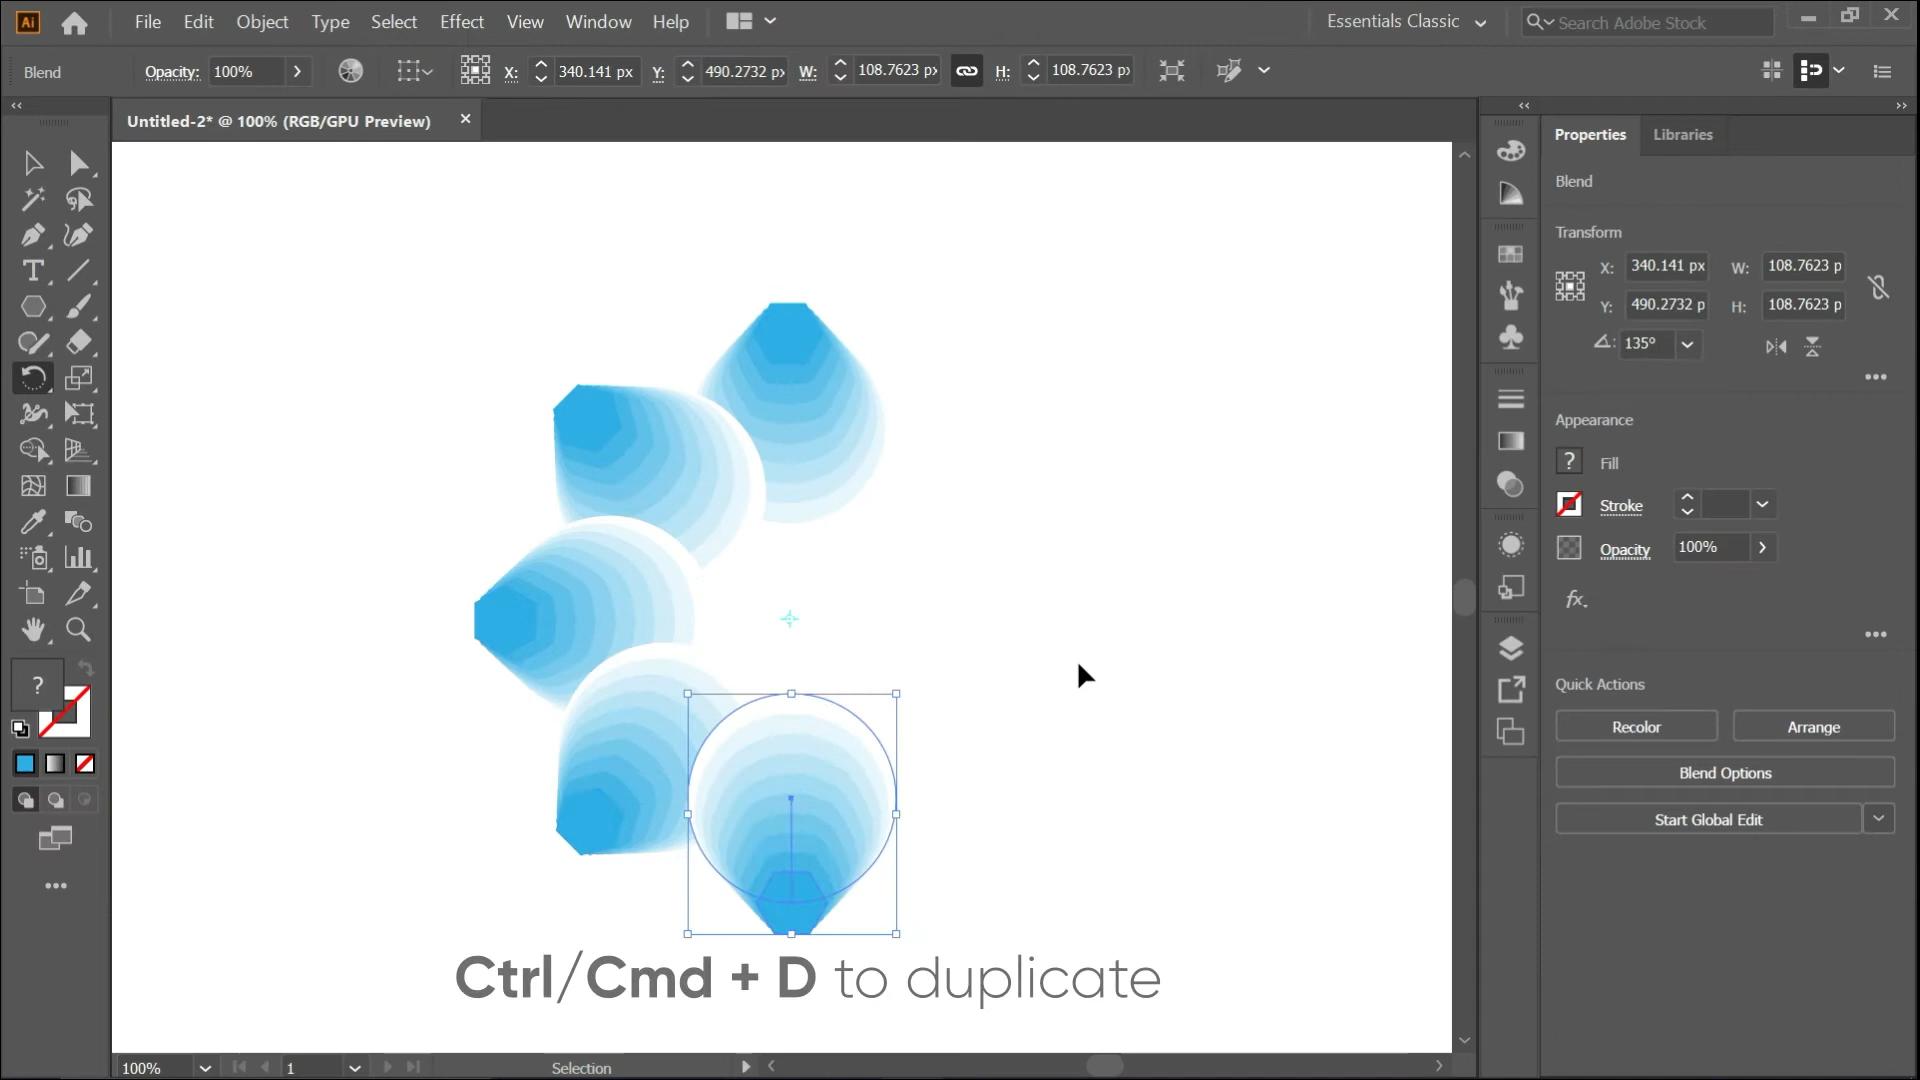 Ai File Edit Object Type Select Effect View Window Help Essentials Classic Search Adobe Stock
Blend Opacity: 100% X: 340.141 px Y: 490.2732 px W: 108.7623 px H: 108.7623 px
Untitled-2* @ 100% (RGB/GPU Preview) ×
Properties Libraries
Blend
Transform
X: 340.141 px W: 108.7623 p
Y: 490.2732 p H: 108.7623 p
135°
Appearance
? Fill
Stroke
Opacity 100%
fx.
Quick Actions
Recolor Arrange
Blend Options
Start Global Edit
?
Ctrl/Cmd + D to duplicate
100% 1 Selection